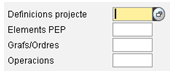 Definicions projecte
Elements PEP
Grafs/Ordres
Operacions